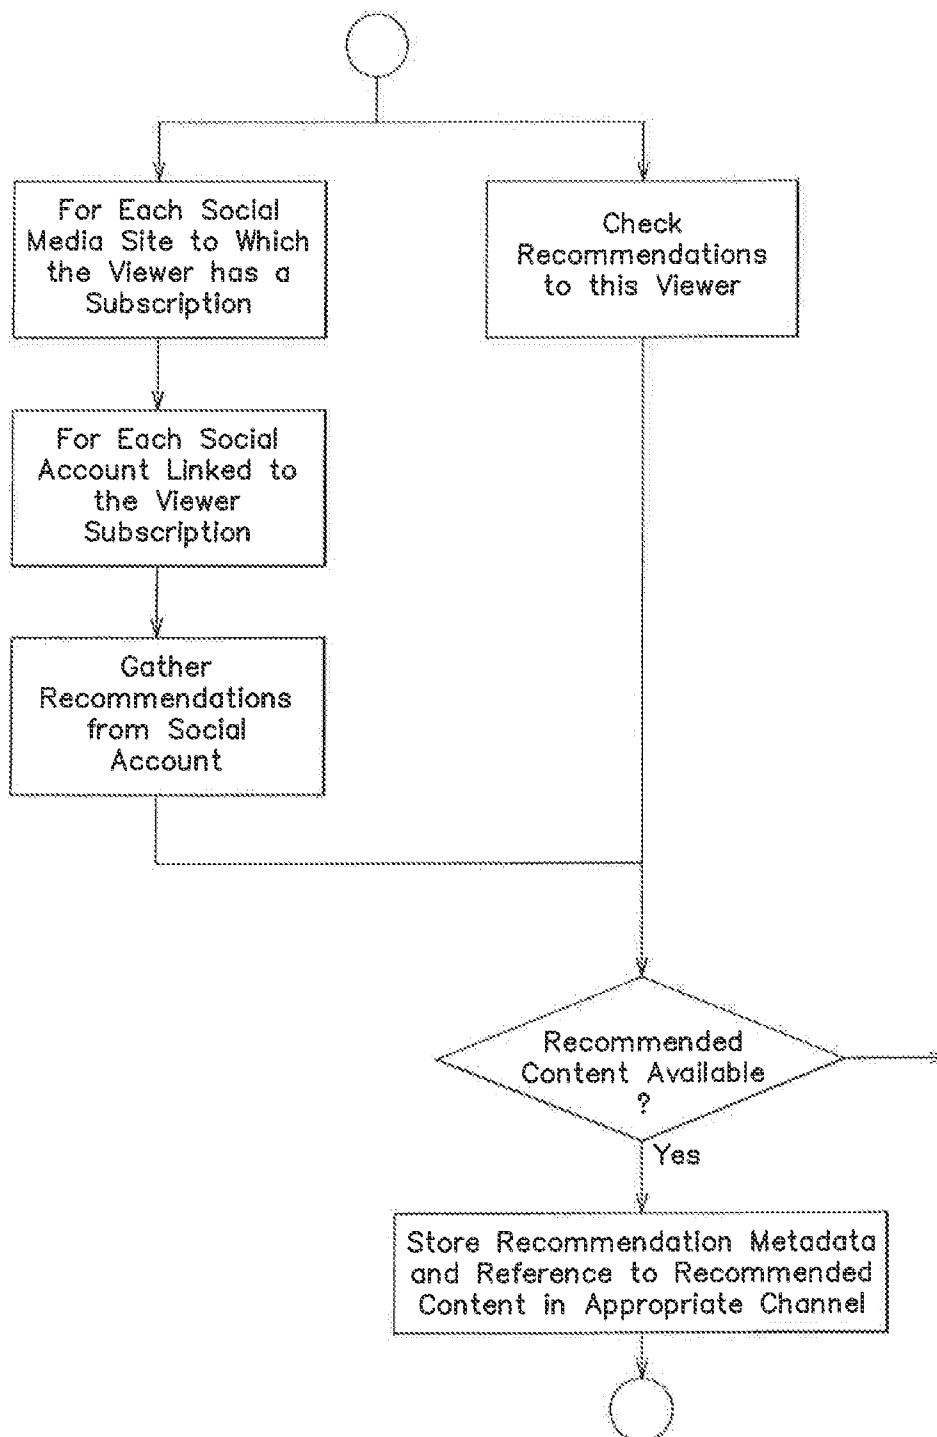 For Each Social
Media Site to Which
the Viewer has a
Subscription
Check
Recommendations
to this Viewer
For Each Social
Account Linked to
the Viewer
Subscription
Gather
Recommendations
from Social
Account
Recommended
Content Available
?
Yes
Store Recommendation Metadata
and Reference to Recommended
Content in Appropriate Channel